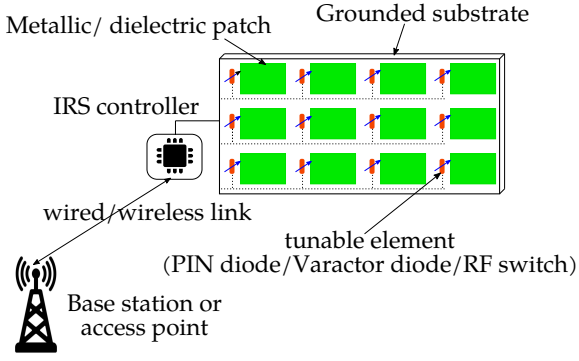 Grounded substrate
Metallic/ dielectric patch
IRS controller
wired/wireless link
tunable element
(PIN diode/Varactor diode/RF switch)
Base station or
access point